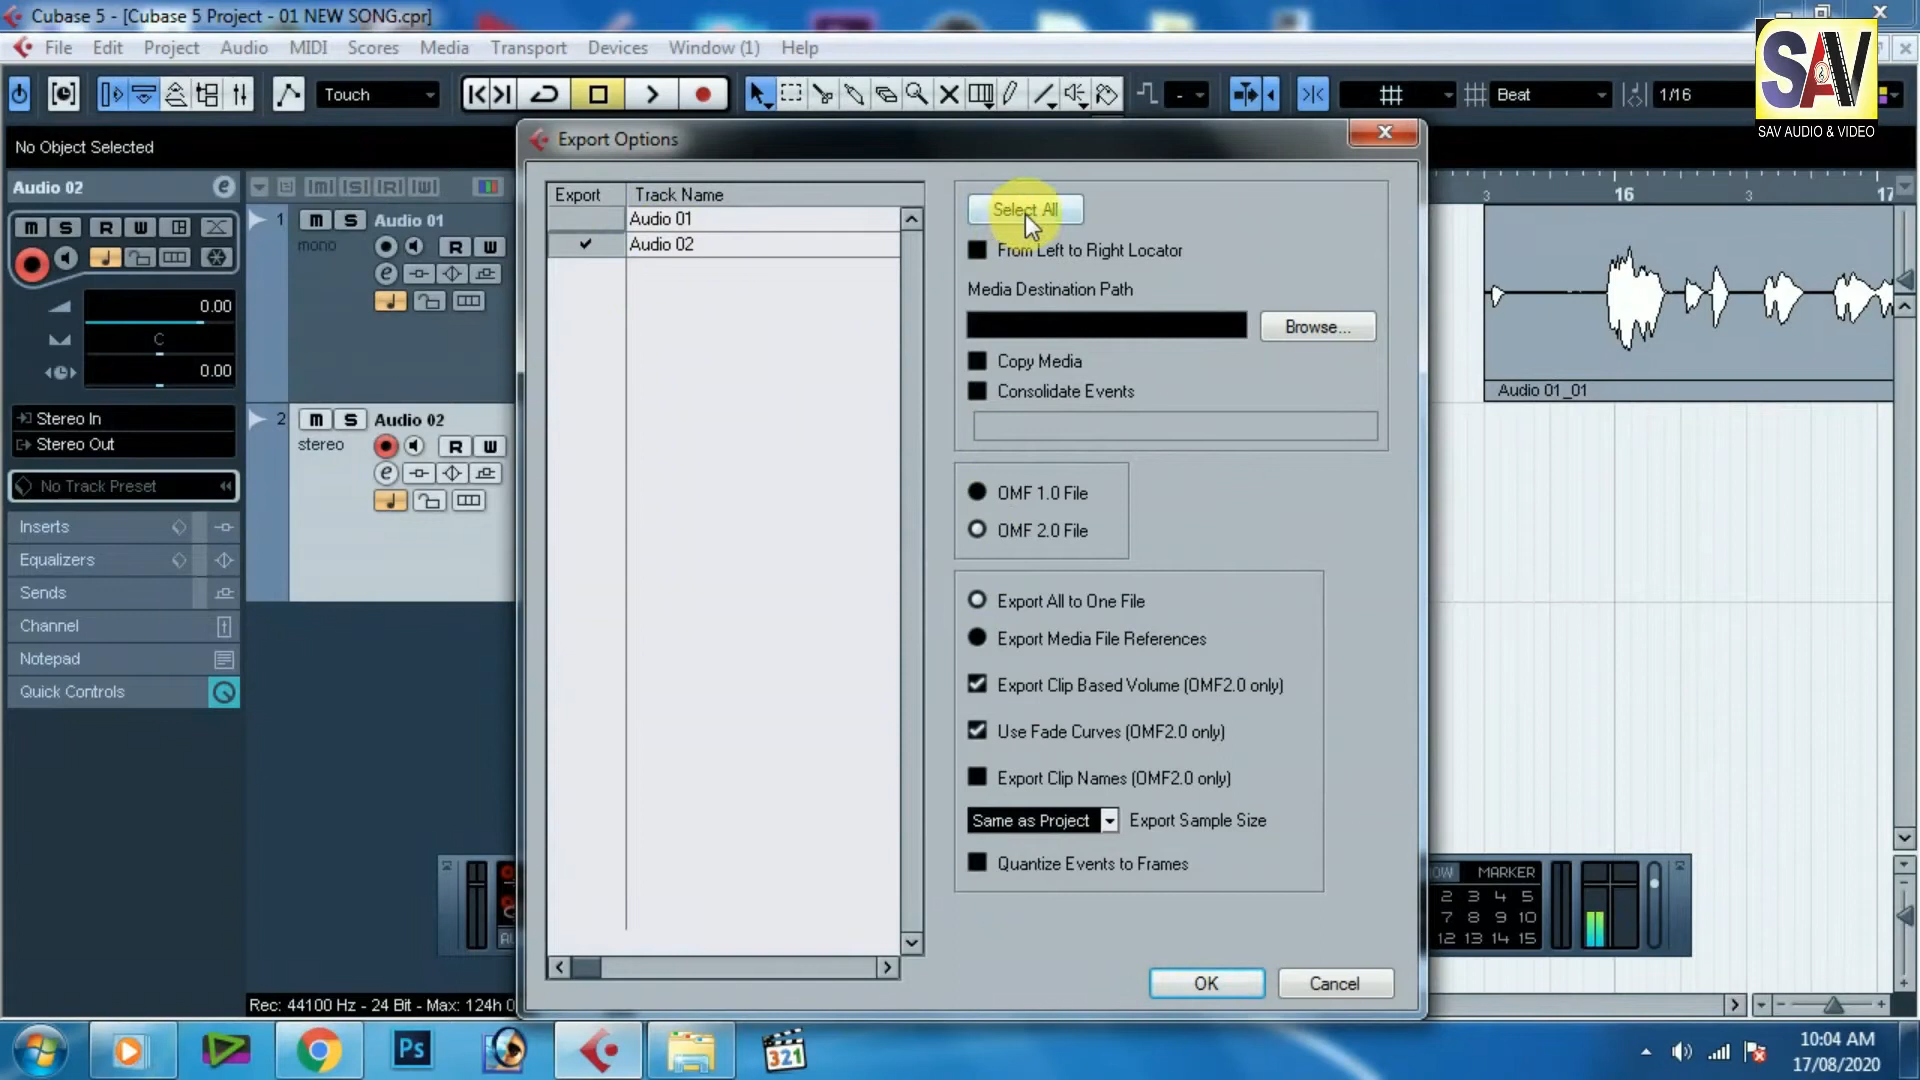 Cubase 5 - [Cubase 5 Project - 01 NEW SONG.cpr]
File Edit Project Audio MIDI Scores Media Transport Devices Window (1) Help
Touch
Beat
1/16
SAV
SAV AUDIO & VIDEO
No Object Selected
Export Options
Audio 02
M S R W
0.00
C
0.00
Stereo In
Stereo Out
No Track Preset
Inserts
Equalizers
Sends
Channel
Notepad
Quick Controls
M S R W
1 M S Audio 01
mono R W
2 M S Audio 02
stereo R W
Export Track Name
Audio 01
Audio 02
Select All
From Left to Right Locator
Media Destination Path
Browse...
Copy Media
Consolidate Events
OMF 1.0 File
OMF 2.0 File
Export All to One File
Export Media File References
Export Clip Based Volume (OMF2.0 only)
Use Fade Curves (OMF2.0 only)
Export Clip Names (OMF2.0 only)
Same as Project Export Sample Size
Quantize Events to Frames
OK Cancel
3 16 3 17
Audio 01_01
MARKER
2 3 4 5
7 8 9 10
12 13 14 15
Rec: 44100 Hz - 24 Bit - Max: 124h
Ps
321
10:04 AM
17/08/2020